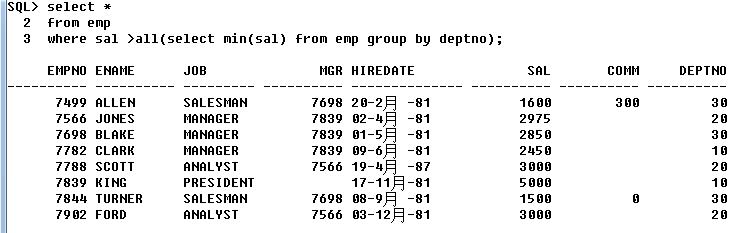 SQL> select *
  2  from emp
  3  where sal >all(select min(sal) from emp group by deptno);
     EMPNO ENAME      JOB              MGR HIREDATE              SAL       COMM     DEPTNO
---------- ---------- --------- ---------- -------------- ---------- ---------- ----------
      7499 ALLEN      SALESMAN        7698 20-2月 -81           1600        300         30
      7566 JONES      MANAGER         7839 02-4月 -81           2975                    20
      7698 BLAKE      MANAGER         7839 01-5月 -81           2850                    30
      7782 CLARK      MANAGER         7839 09-6月 -81           2450                    10
      7788 SCOTT      ANALYST         7566 19-4月 -87           3000                    20
      7839 KING       PRESIDENT            17-11月-81           5000                    10
      7844 TURNER     SALESMAN        7698 08-9月 -81           1500          0         30
      7902 FORD       ANALYST         7566 03-12月-81           3000                    20